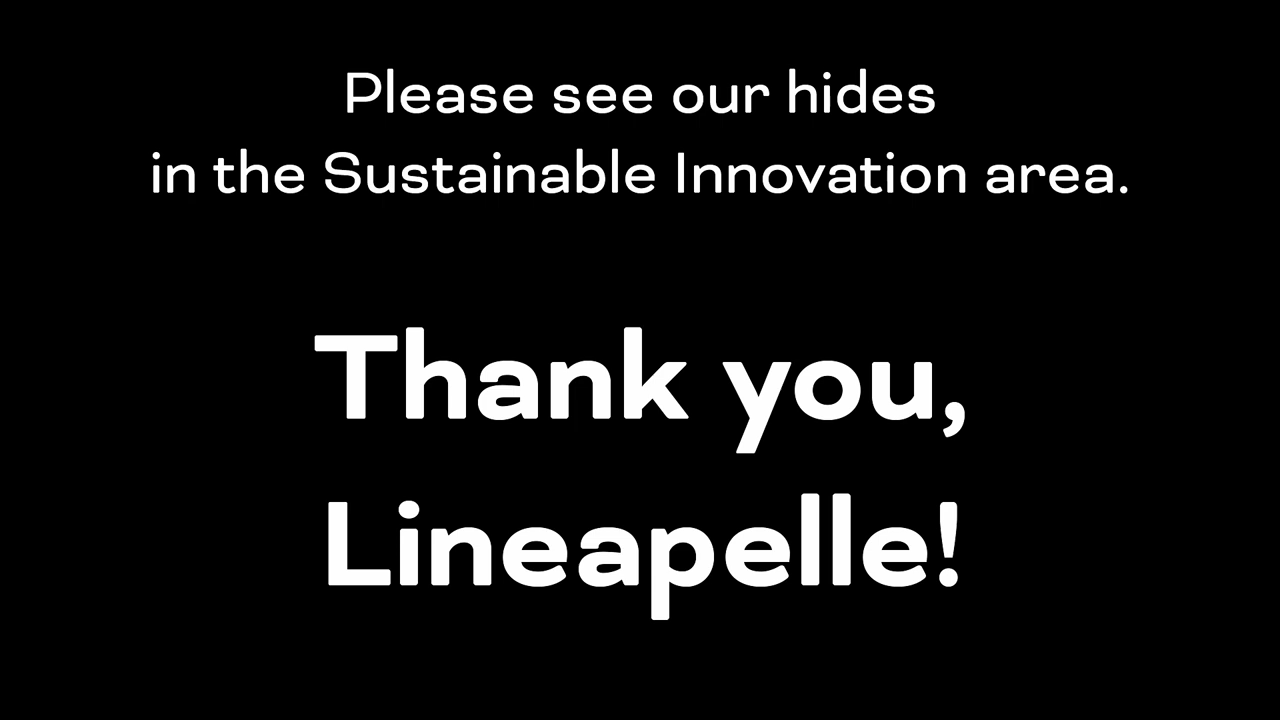 Please see our hides
in the Sustainable Innovation area.
Thank you,
Lineapelle!